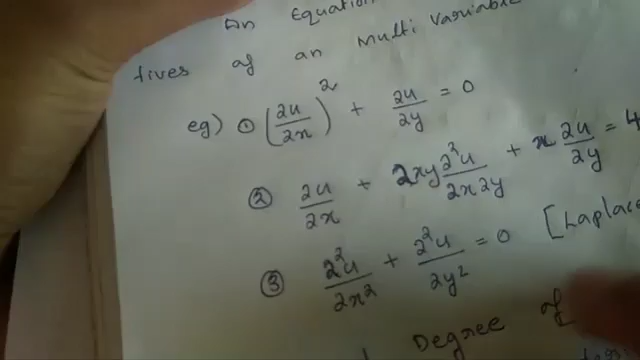 An Equation
tives of an Multi Variable
eg) ① (∂u/∂x)² + ∂u/∂y = 0
② ∂u/∂x + 2xy ∂²u/∂x∂y + x ∂u/∂y = 4
③ ∂²u/∂x² + ∂²u/∂y² = 0 [Laplace
Degree of